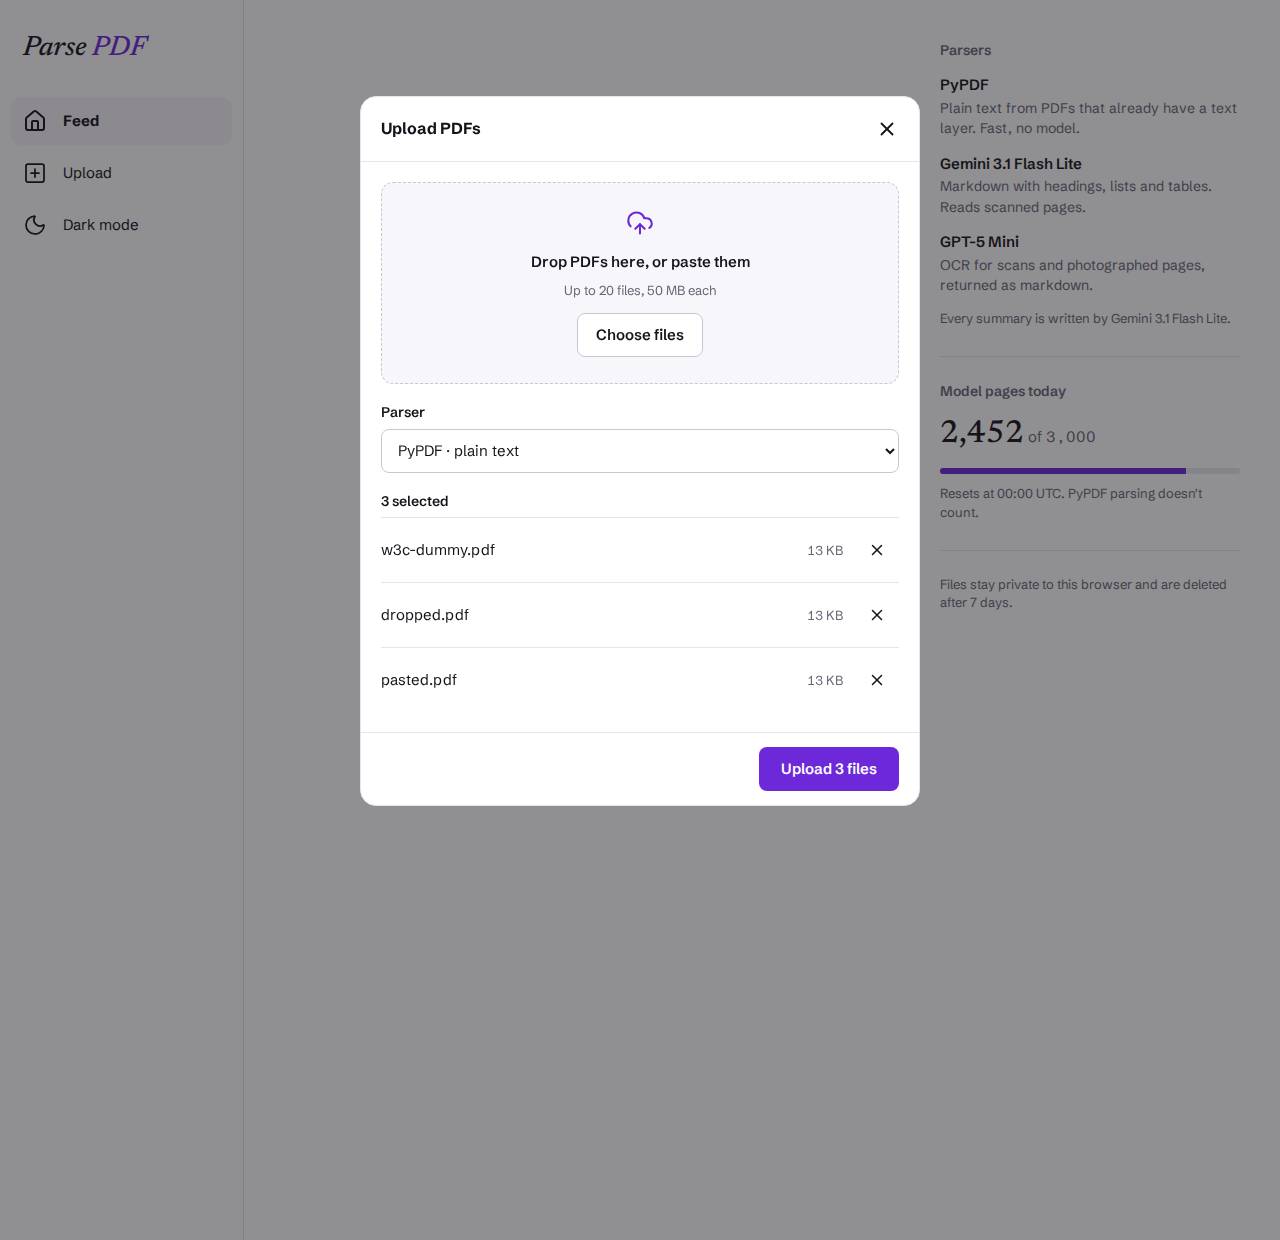 Parse PDF
Feed
Upload
Dark mode
Upload PDFs
Drop PDFs here, or paste them
Up to 20 files, 50 MB each
Choose files
Parser
PyPDF · plain text
3 selected
w3c-dummy.pdf 13 KB
dropped.pdf 13 KB
pasted.pdf 13 KB
Upload 3 files
Parsers
PyPDF
Plain text from PDFs that already have a text
layer. Fast, no model.
Gemini 3.1 Flash Lite
Markdown with headings, lists and tables.
Reads scanned pages.
GPT-5 Mini
OCR for scans and photographed pages,
returned as markdown.
Every summary is written by Gemini 3.1 Flash Lite.
Model pages today
2,452 of 3,000
Resets at 00:00 UTC. PyPDF parsing doesn't
count.
Files stay private to this browser and are deleted
after 7 days.